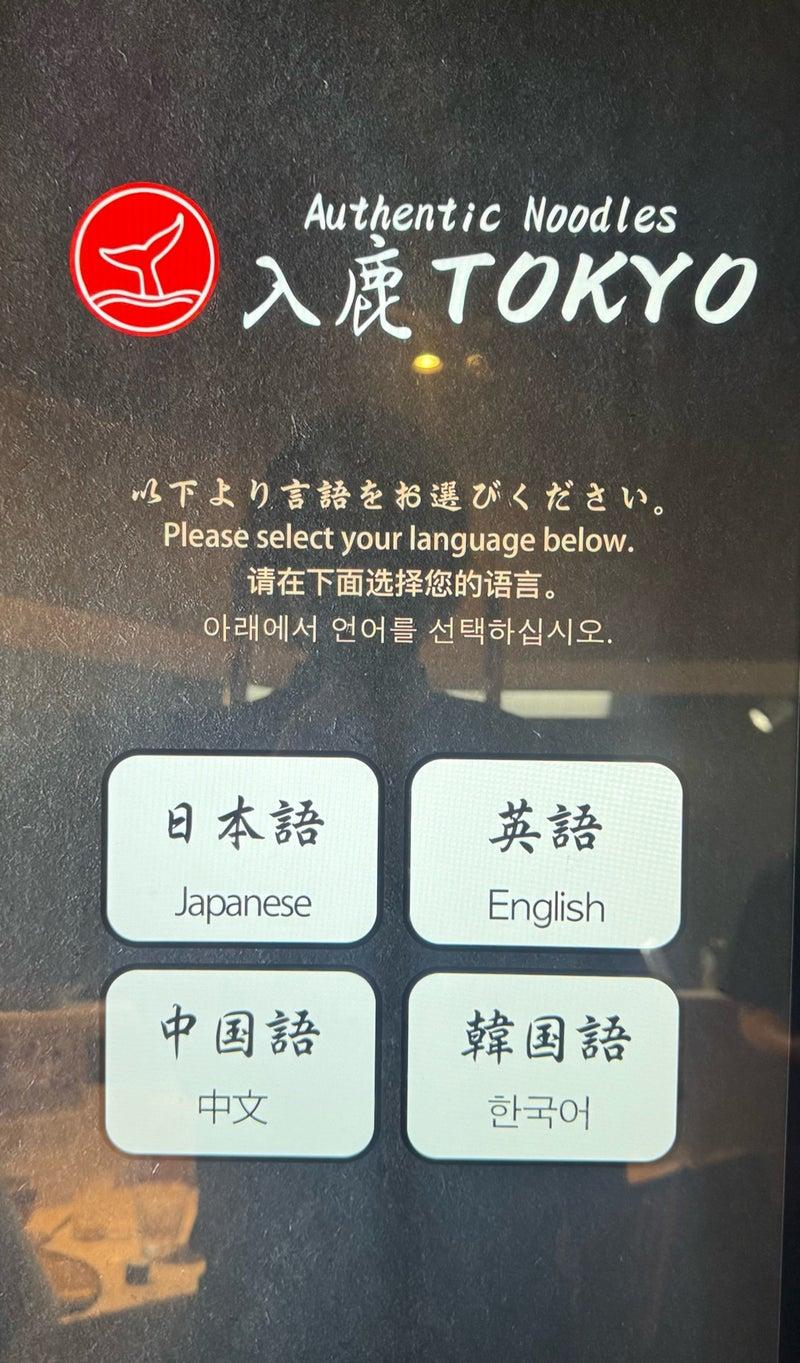 Authentic Noodles
入鹿TOKYO
以下より言語をお選びください。
Please select your language below.
请在下面选择您的语言。
아래에서 언어를 선택하십시오.
日本語
Japanese
英語
English
中国語
中文
韓国語
한국어